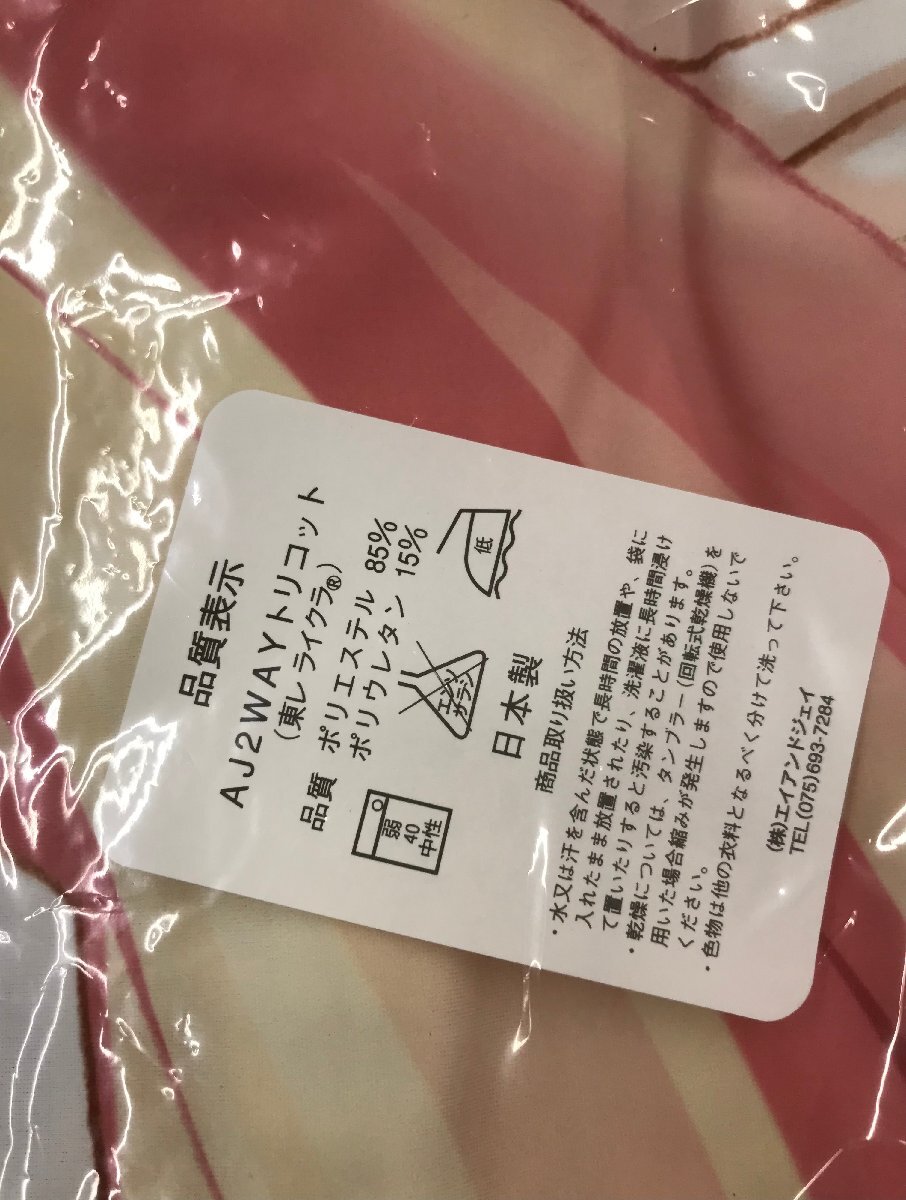 品質表示
AJ2WAYトリコット
（東レ ライクラ®）
品質 ポリエステル 85%
ポリウレタン 15%
弱
40
中性
エンソ
サラシ
低
日本製
商品取り扱い方法
・水又は汗を含んだ状態で長時間の放置や、袋に
入れたまま放置されたり、洗濯液に長時間浸け
て置いたりすると汚染することがあります。
・乾燥については、タンブラー（回転式乾燥機）を
用いた場合縮みが発生しますので使用しないで
ください。
・色物は他の衣料となるべく分けて洗って下さい。
(株)エイアンドジェイ
TEL(075)693-7284